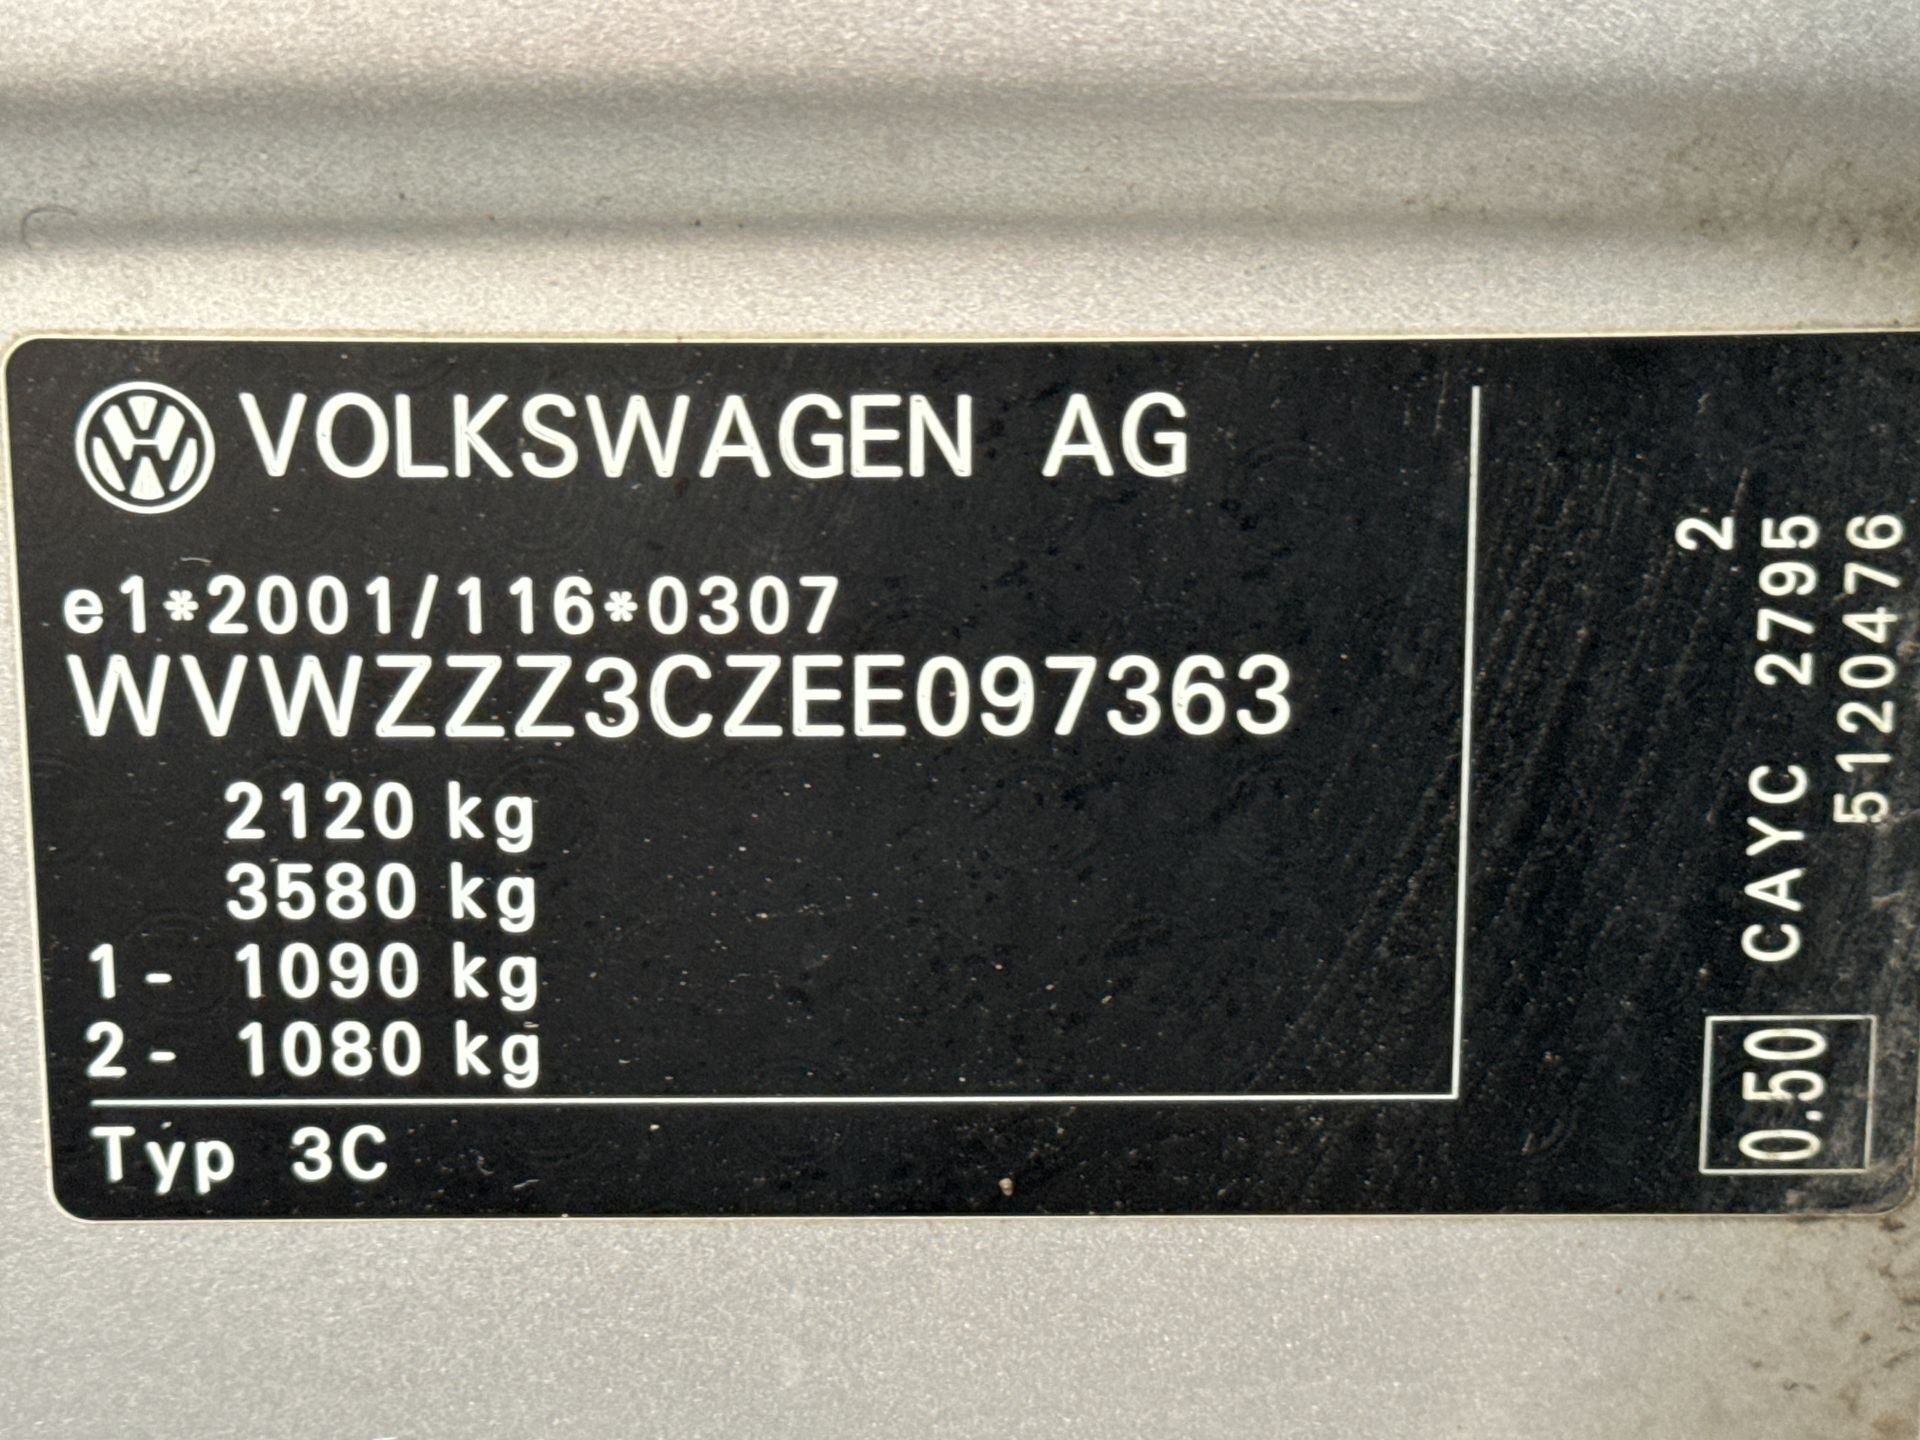 VOLKSWAGEN AG
e1*2001/116*0307
WVWZZZ3CZEE097363
2120 kg
3580 kg
1- 1090 kg
2- 1080 kg
Typ 3C
2
0.50 CAYC 2795
5120476